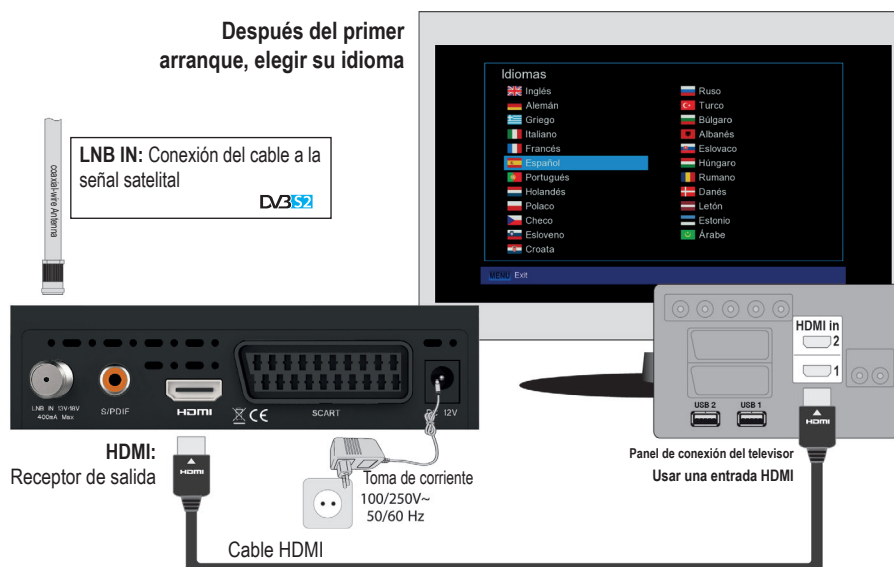 Después del primer
arranque, elegir su idioma
Idiomas
Inglés
Alemán
Griego
Italiano
Francés
Español
Portugués
Holandés
Polaco
Checo
Esloveno
Croata
Ruso
Turco
Búlgaro
Albanés
Eslovaco
Húngaro
Rumano
Danés
Letón
Estonio
Árabe
MENU Exit
coaxial-wire Antenna
LNB IN: Conexión del cable a la
señal satelital
DVB S2
HDMI in
2
1
USB 2 USB 1
HDMI
LNB IN 13V-18V
400mA Max
S/PDIF
HDMI
CE
SCART
DC 12V
HDMI:
Receptor de salida
HDMI
Toma de corriente
100/250V~
50/60 Hz
Panel de conexión del televisor
Usar una entrada HDMI
Cable HDMI